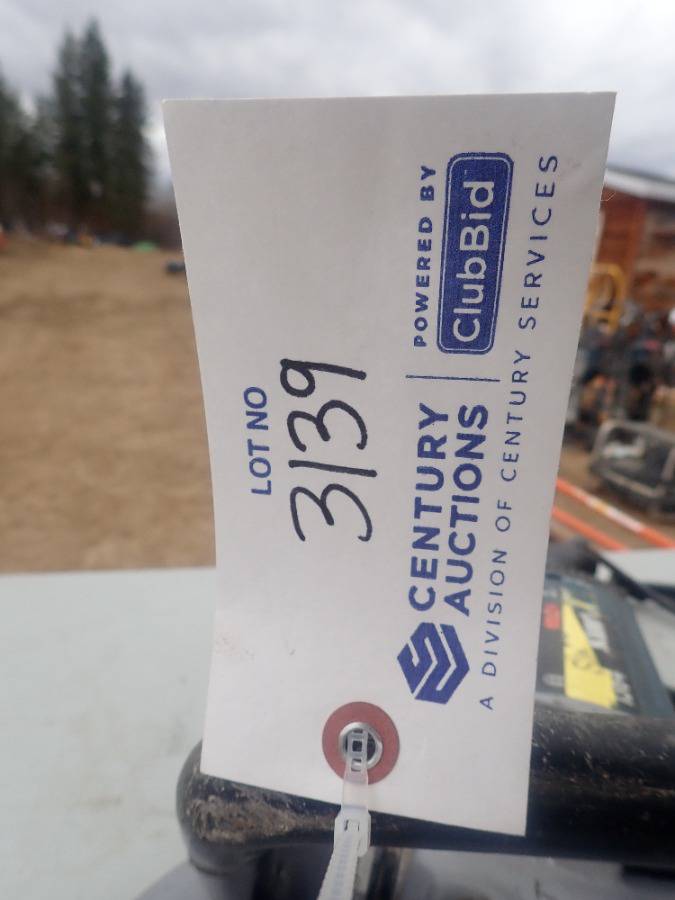 LOT NO
3139
CENTURY
AUCTIONS
POWERED BY
ClubBid
A DIVISION OF CENTURY SERVICES